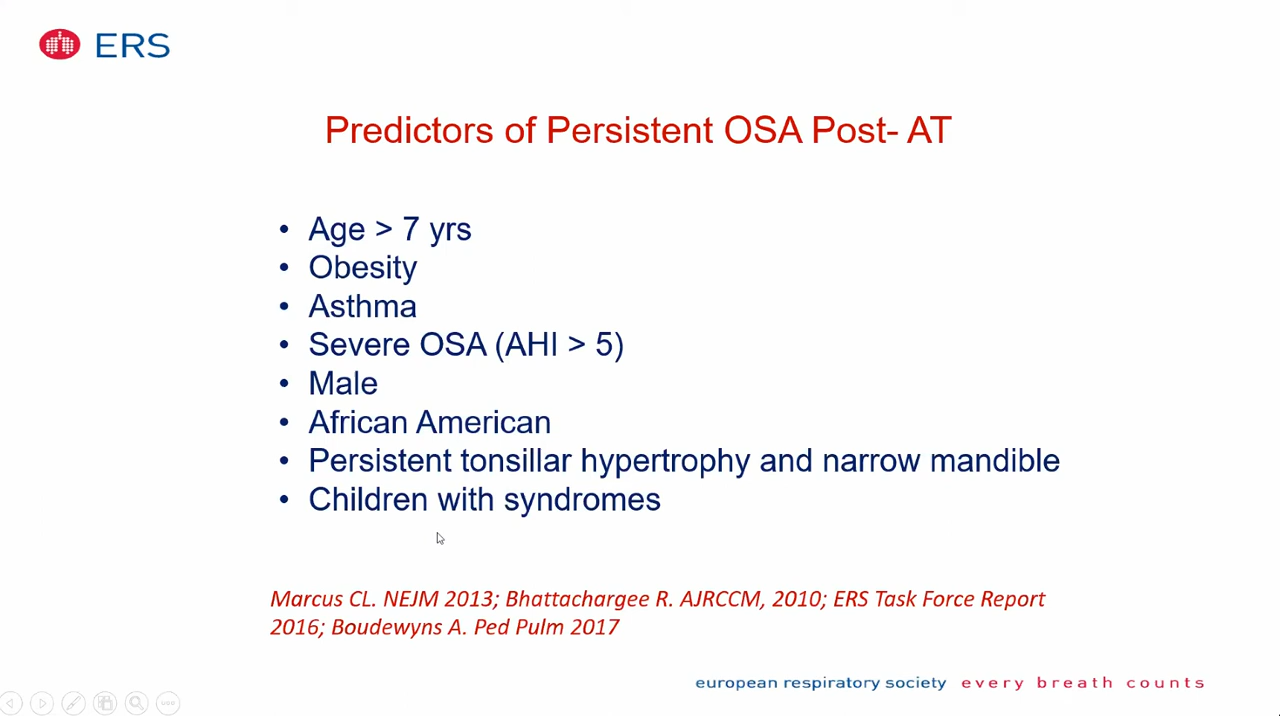 ERS
Predictors of Persistent OSA Post- AT
• Age > 7 yrs
• Obesity
• Asthma
• Severe OSA (AHI > 5)
• Male
• African American
• Persistent tonsillar hypertrophy and narrow mandible
• Children with syndromes
Marcus CL. NEJM 2013; Bhattachargee R. AJRCCM, 2010; ERS Task Force Report
2016; Boudewyns A. Ped Pulm 2017
european respiratory society every breath counts